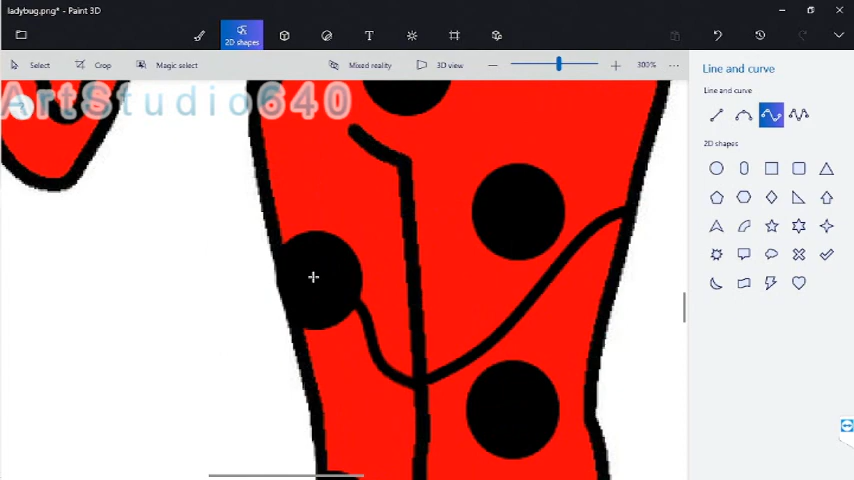 ladybug.png* - Paint 3D
2D shapes
Select
Crop
Magic select
Mixed reality
3D view
300%
Line and curve
Line and curve
2D shapes
ArtStudio640